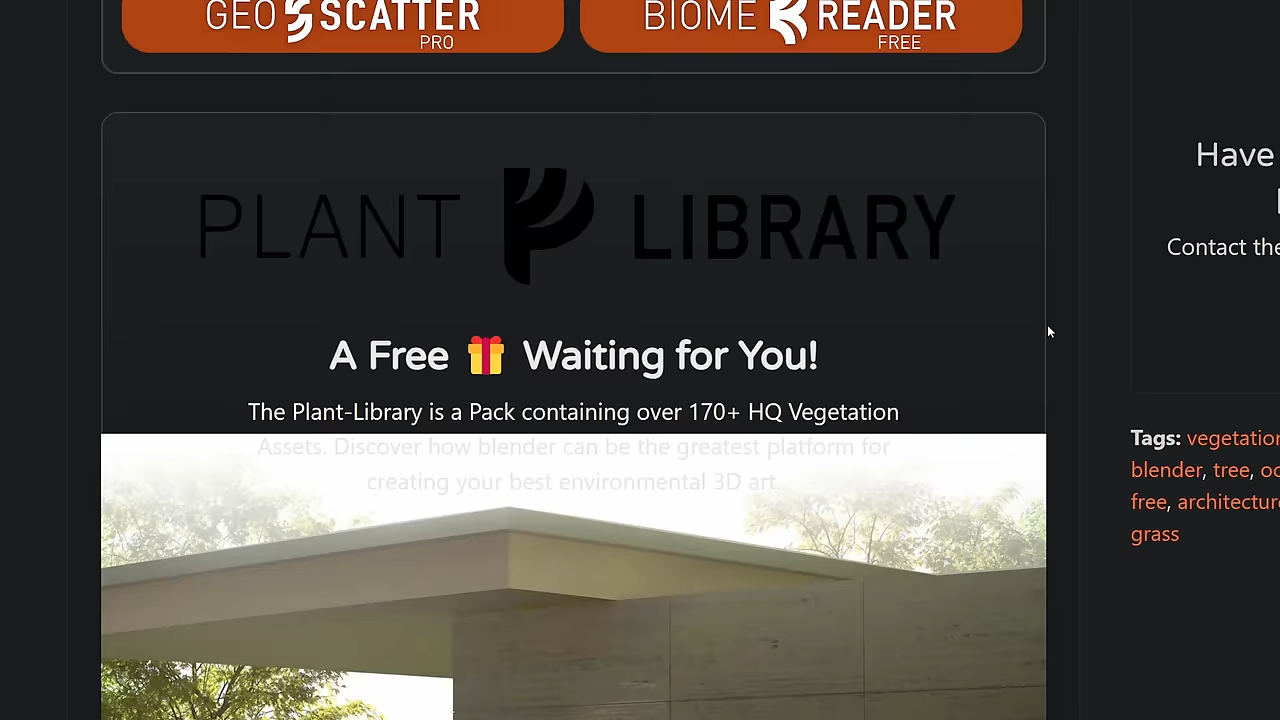 GEO SCATTER
PRO
BIOME READER
FREE
PLANT LIBRARY
A Free 🎁 Waiting for You!
The Plant-Library is a Pack containing over 170+ HQ Vegetation
Assets. Discover how blender can be the greatest platform for
creating your best environmental 3D art.
Have
Contact the
Tags: vegetation
blender, tree,
free, architecture
grass